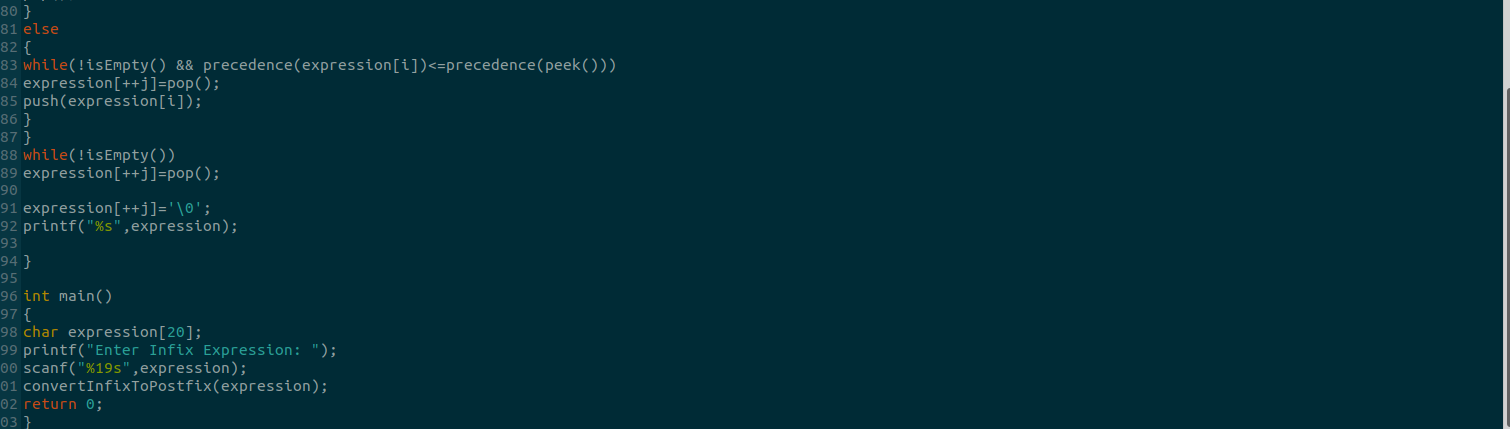 80 }
81 else
82 {
83 while(!isEmpty() && precedence(expression[i])<=precedence(peek()))
84 expression[++j]=pop();
85 push(expression[i]);
86 }
87 }
88 while(!isEmpty())
89 expression[++j]=pop();
90
91 expression[++j]='\0';
92 printf("%s",expression);
93
94 }
95
96 int main()
97 {
98 char expression[20];
99 printf("Enter Infix Expression: ");
00 scanf("%19s",expression);
01 convertInfixToPostfix(expression);
02 return 0;
03 }